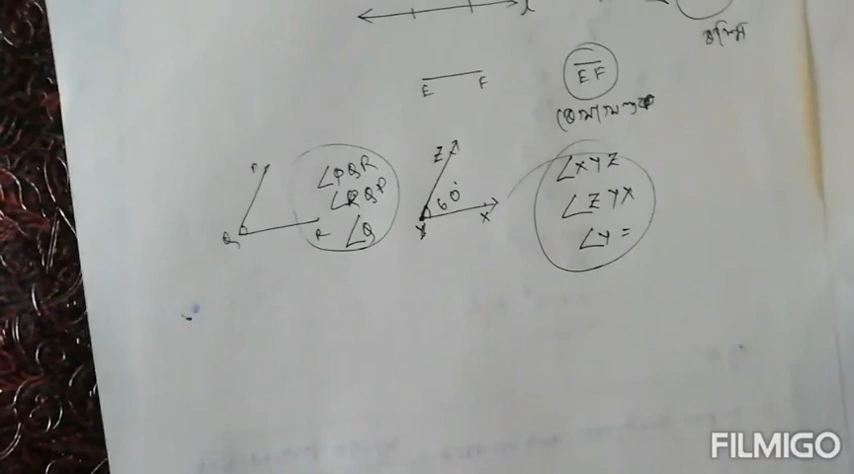 l
E F
EF
P
Q
R
∠PQR
∠RQP
∠Q
Z
60°
Y
X
∠XYZ
∠ZYX
∠Y =
FILMIGO